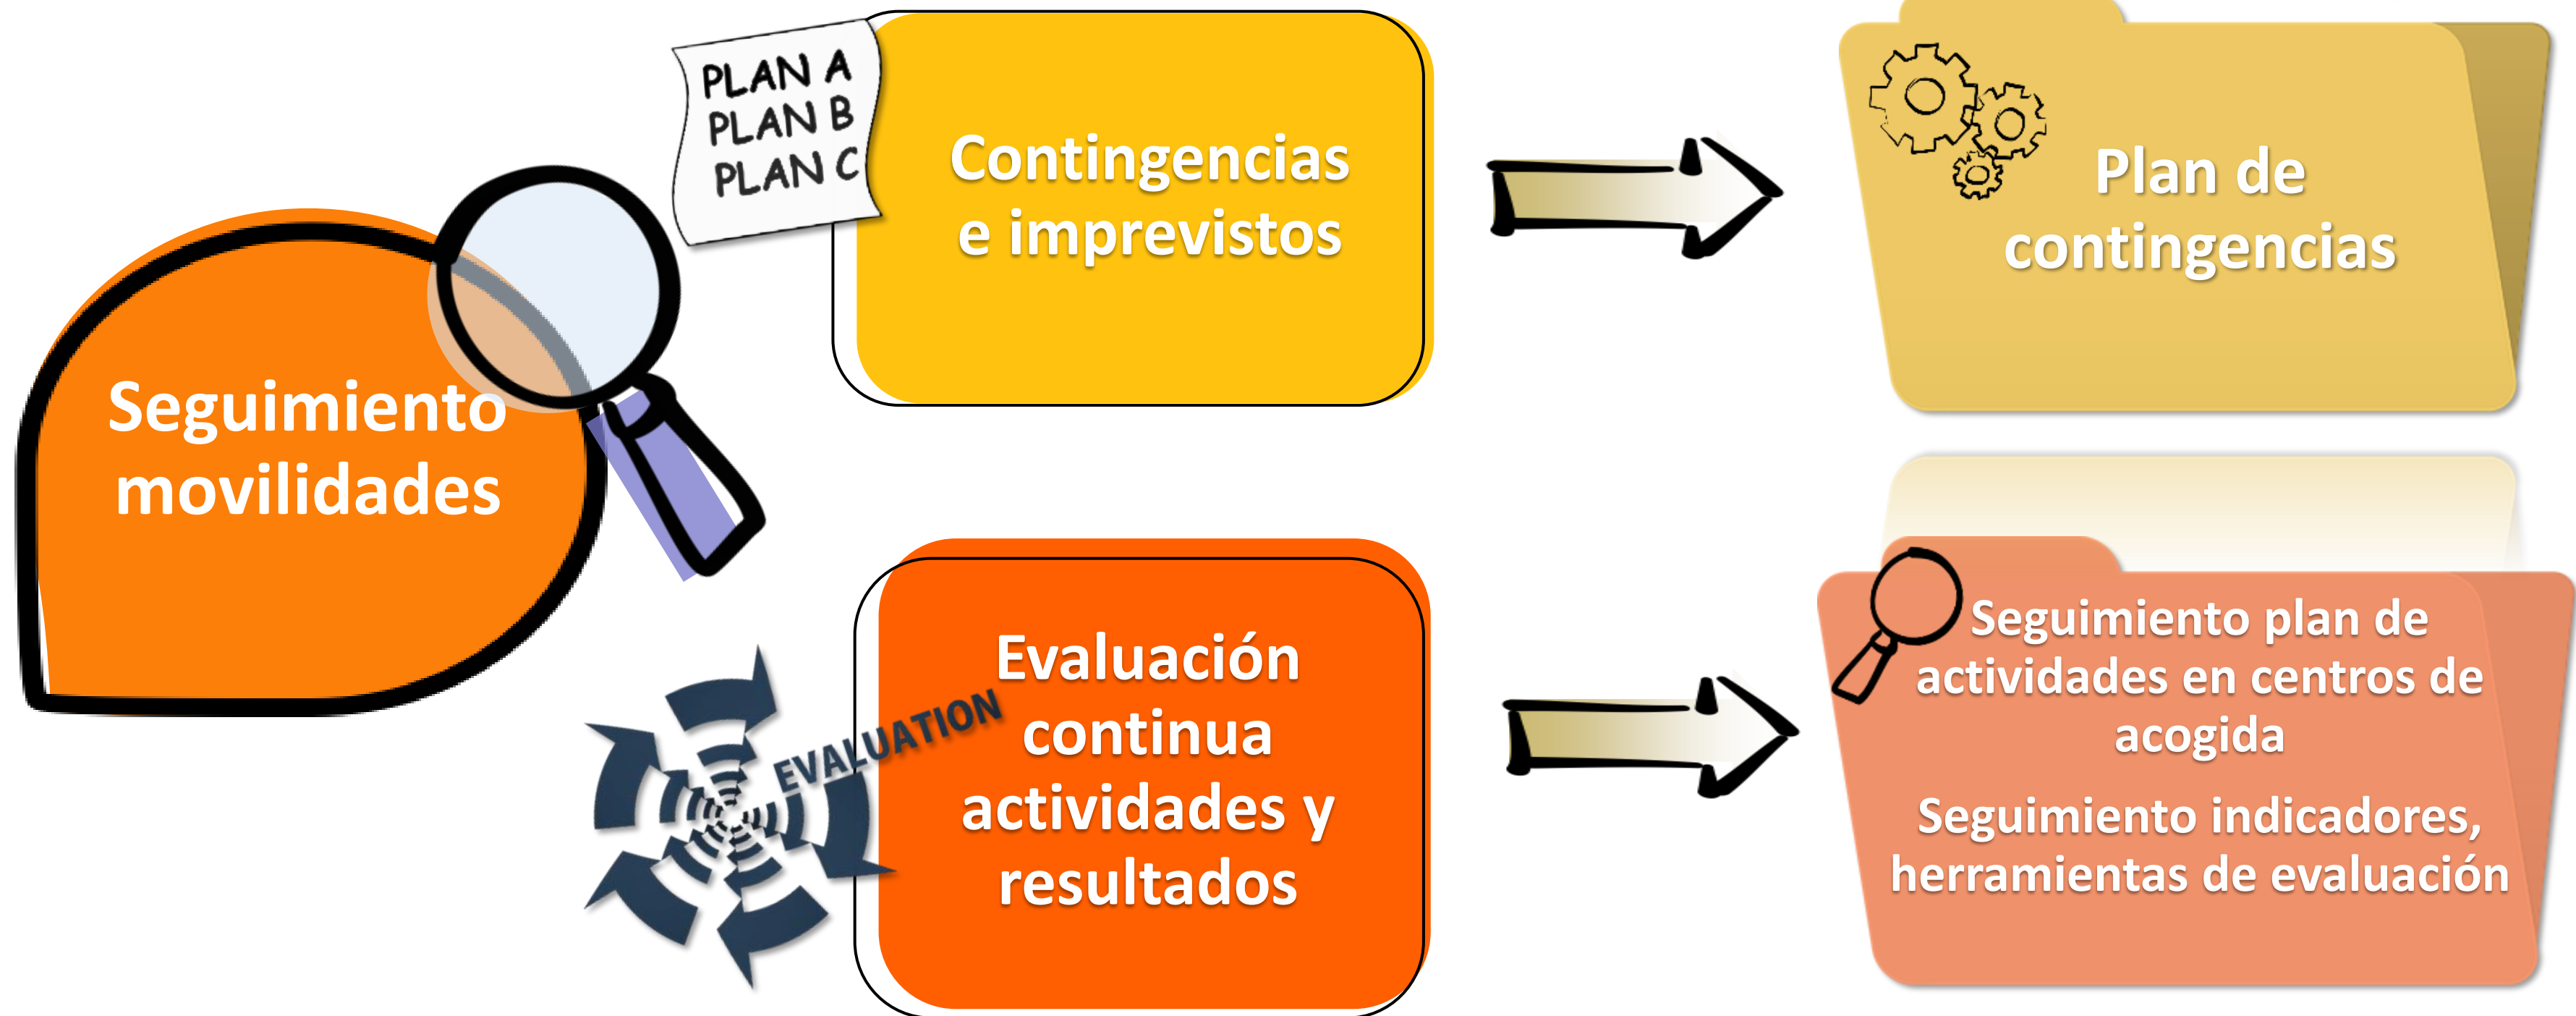 Seguimiento
movilidades
PLAN A
PLAN B
PLAN C
Contingencias
e imprevistos
Plan de
contingencias
EVALUATION
Evaluación
continua
actividades y
resultados
Seguimiento plan de
actividades en centros de
acogida
Seguimiento indicadores,
herramientas de evaluación